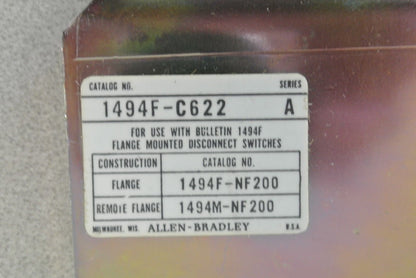 CATALOG NO. SERIES
1494F-C622 A
FOR USE WITH BULLETIN 1494F
FLANGE MOUNTED DISCONNECT SWITCHES
CONSTRUCTION CATALOG NO.
FLANGE 1494F-NF200
REMOTE FLANGE 1494M-NF200
MILWAUKEE, WIS. ALLEN-BRADLEY U.S.A.